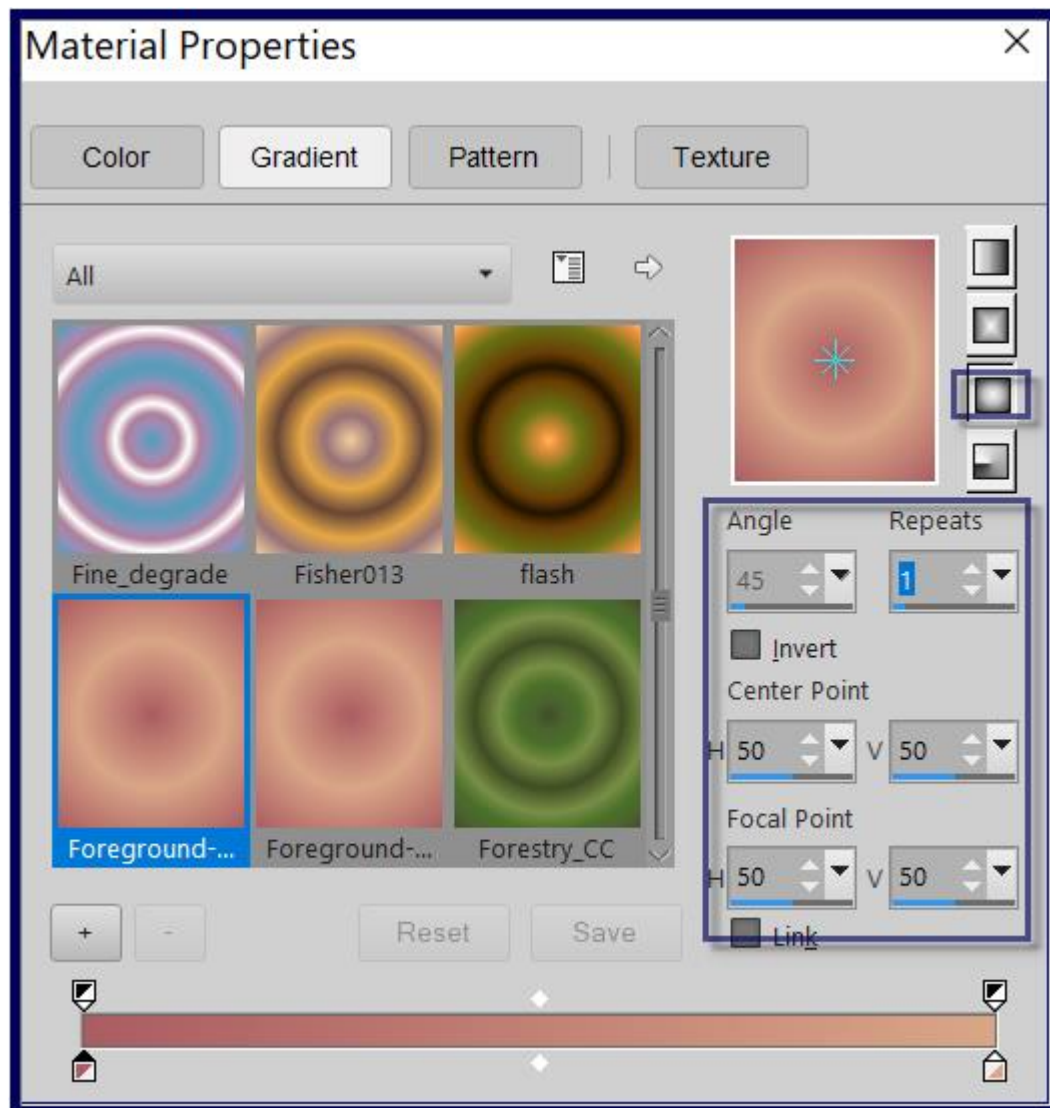 Material Properties
Color Gradient Pattern Texture
All
Fine_degrade Fisher013 flash
Foreground-... Foreground-... Forestry_CC
Angle Repeats
45 1
Invert
Center Point
H 50 V 50
Focal Point
H 50 V 50
Link
+ - Reset Save